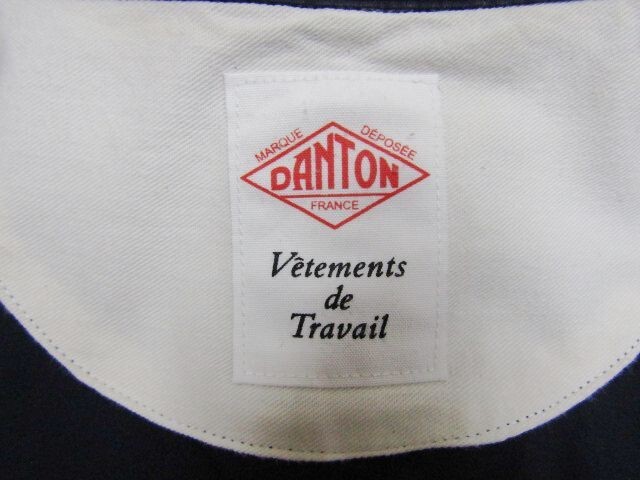 MARQUE DÉPOSÉE
DANTON
FRANCE
Vêtements
de
Travail